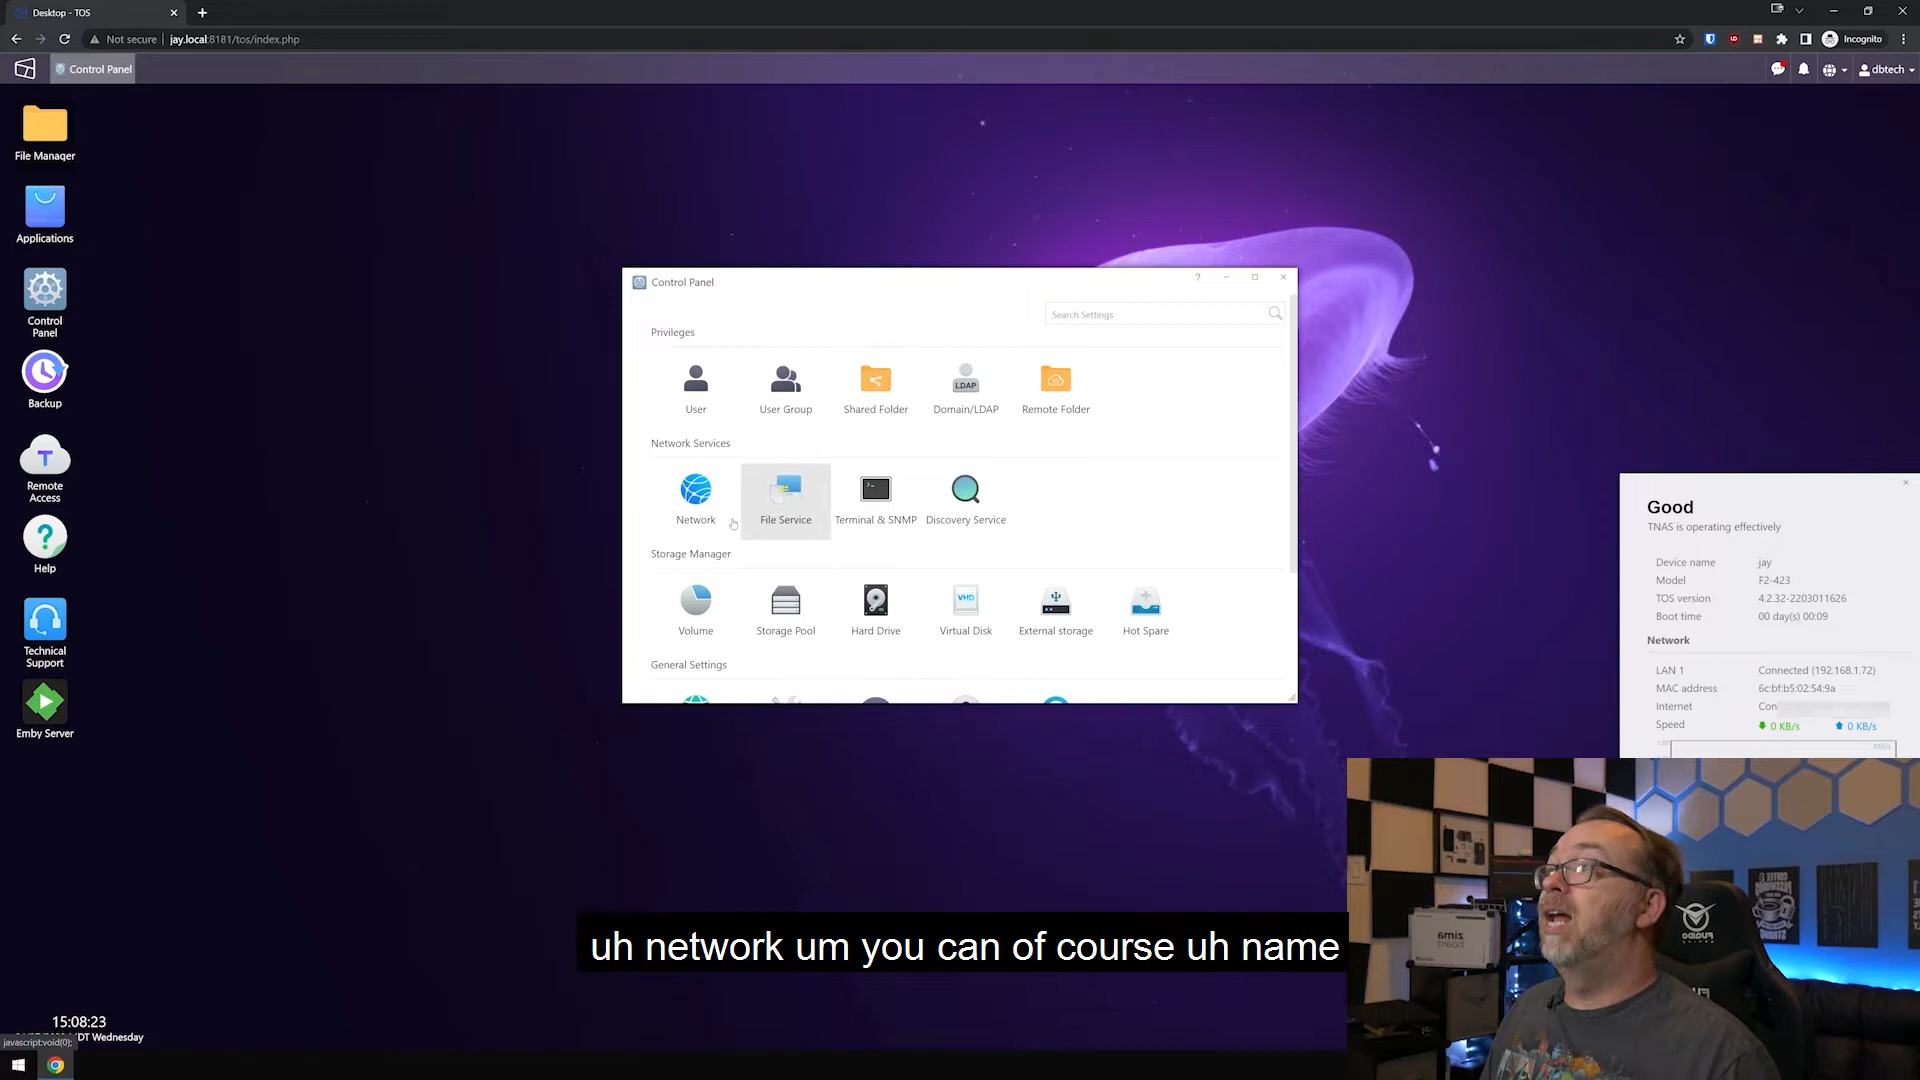 Desktop - TOS
Not secure
jay.local:8181/tos/index.php
Incognito
Control Panel
dbtech
File Manager
Applications
Control
Panel
Backup
T
Remote
Access
?
Help
Technical
Support
Emby Server
Control Panel
?
Search Settings
Privileges
User
User Group
Shared Folder
LDAP
Domain/LDAP
Remote Folder
Network Services
Network
File Service
Terminal & SNMP
Discovery Service
Storage Manager
Volume
Storage Pool
Hard Drive
VHD
Virtual Disk
External storage
Hot Spare
General Settings
Good
TNAS is operating effectively
Device name jay
Model F2-423
TOS version 4.2.32-2203011626
Boot time 00 day(s) 00:09
Network
LAN 1 Connected (192.168.1.72)
MAC address 6c:bf:b5:02:54:9a
Internet Con
Speed 0 KB/s 0 KB/s
MB/s
zima
board
COFFEE
PASSWORDS
uh network um you can of course uh name
15:08:23
DT Wednesday
javascript:void(0);